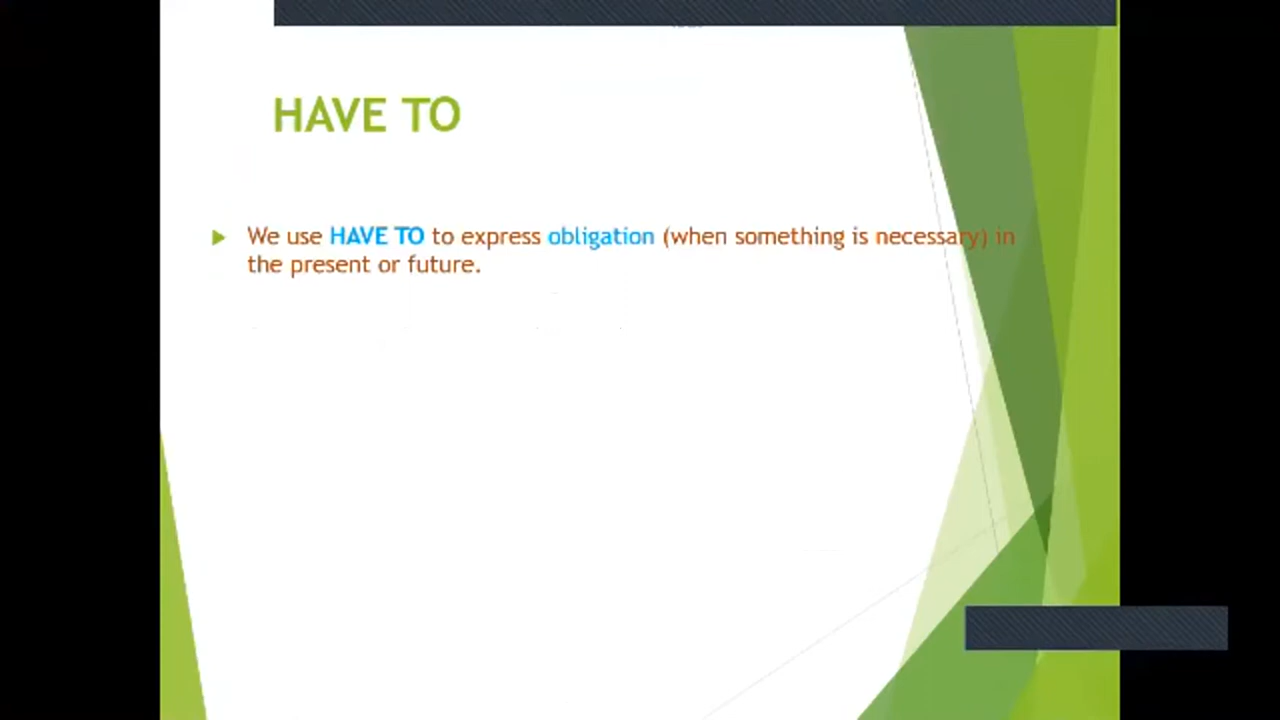 HAVE TO
We use HAVE TO to express obligation (when something is necessary) in
the present or future.